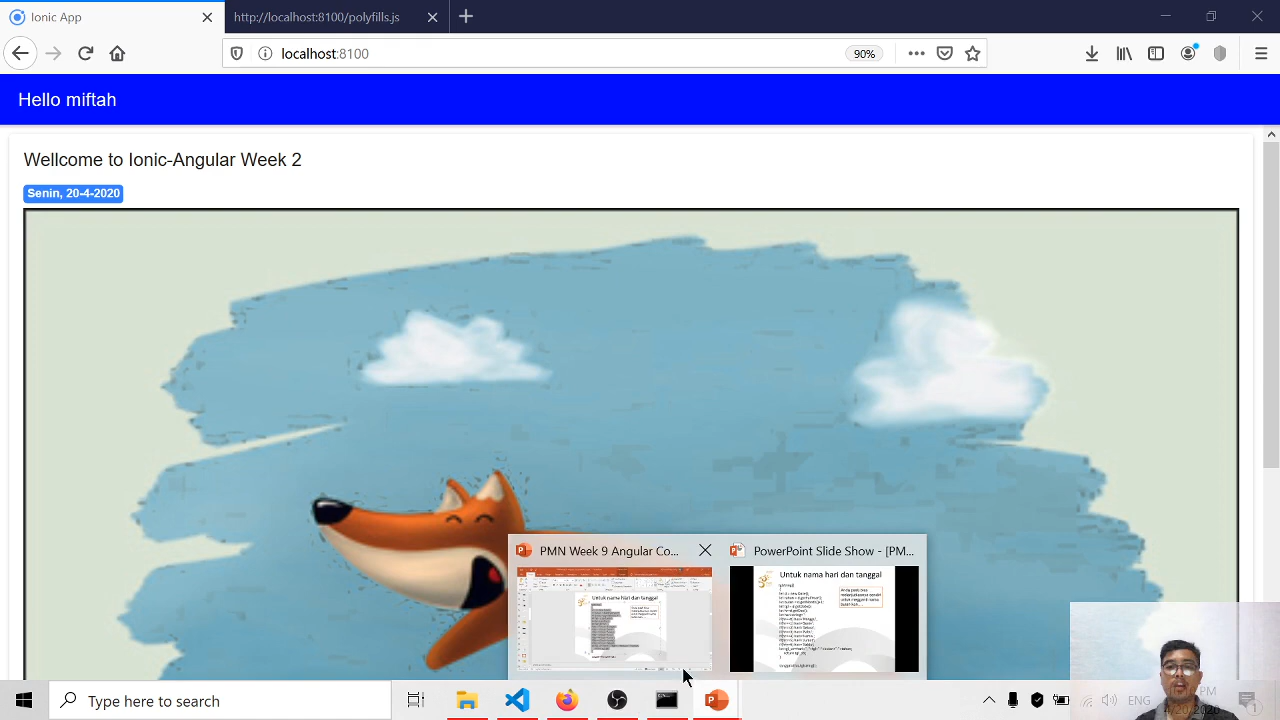 Ionic App
http://localhost:8100/polyfills.js
localhost:8100
90%
Hello miftah
Wellcome to Ionic-Angular Week 2
Senin, 20-4-2020
PMN Week 9 Angular Co...
PowerPoint Slide Show - [PM...
Untuk nama Hari dan tanggal
Untuk nama hari dan tanggal
Type here to search
ENG
PM